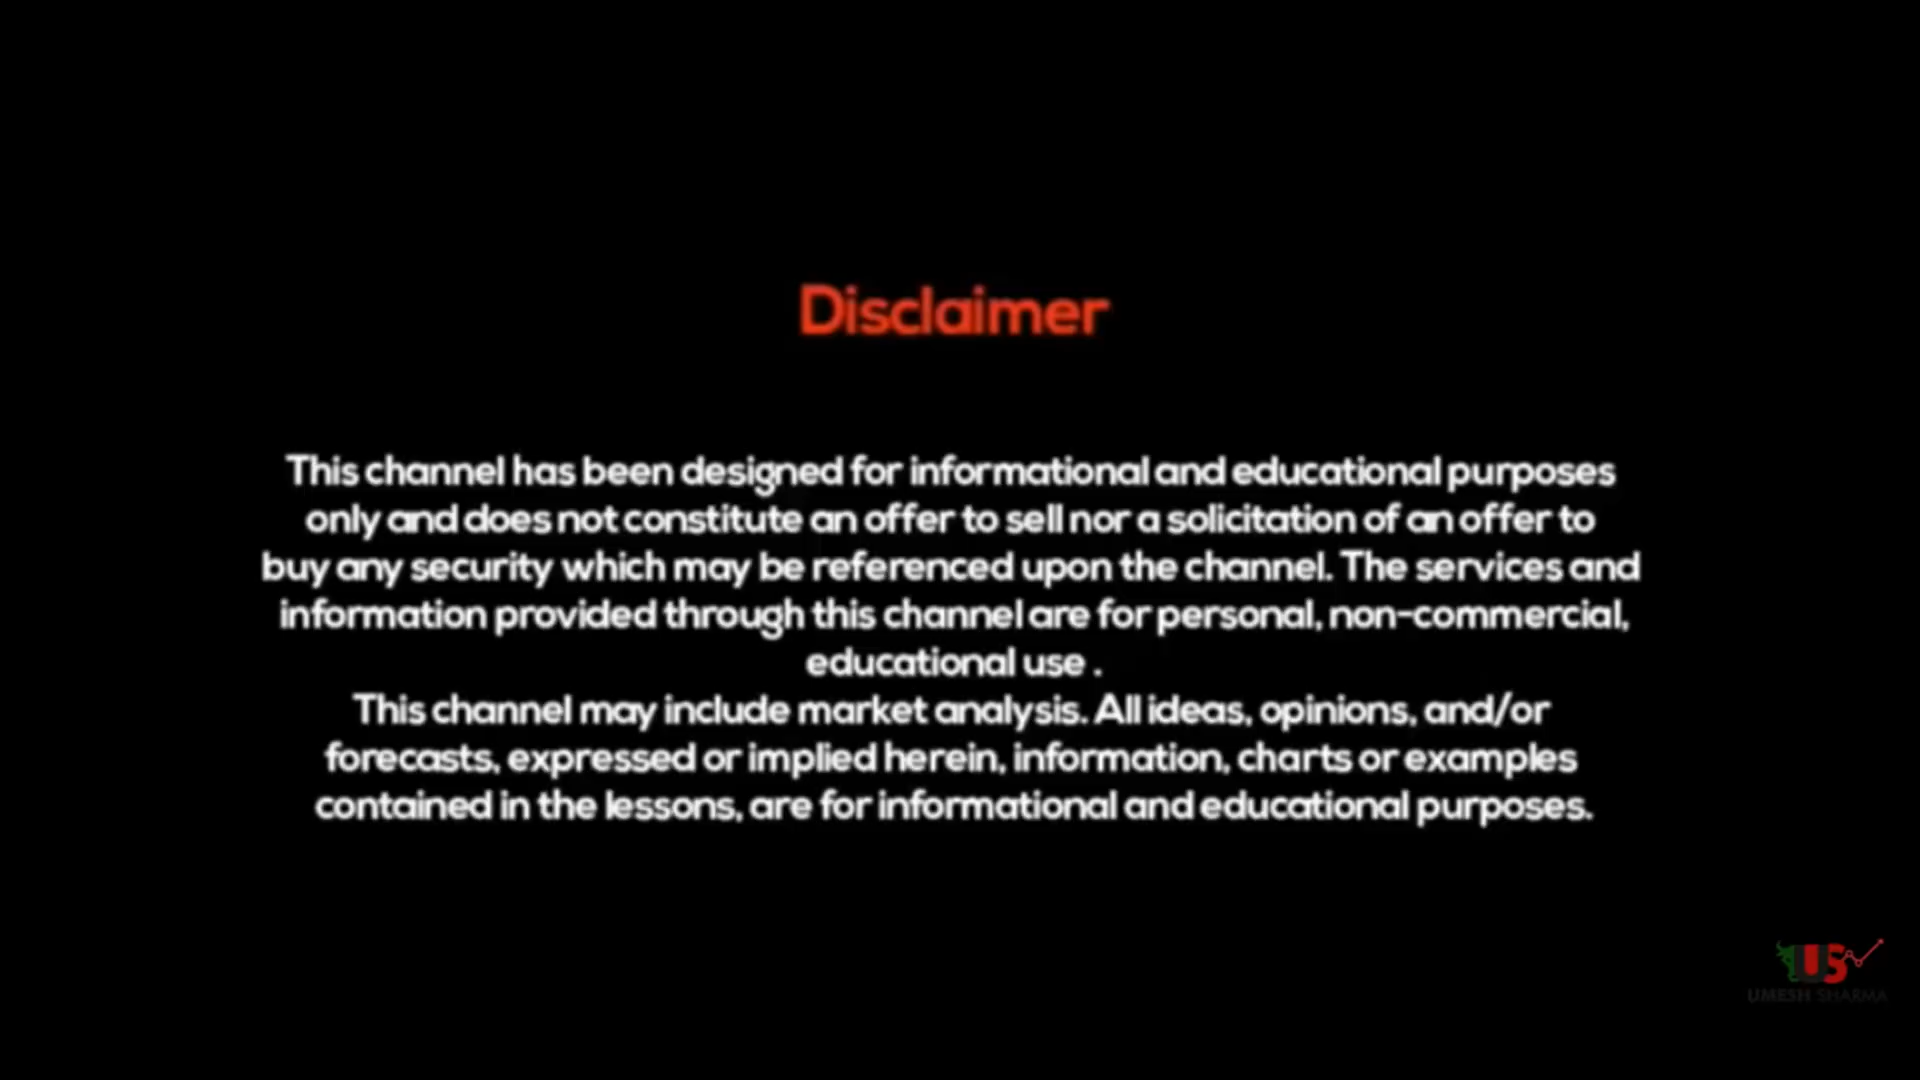 Disclaimer
This channel has been designed for informational and educational purposes
only and does not constitute an offer to sell nor a solicitation of an offer to
buy any security which may be referenced upon the channel. The services and
information provided through this channel are for personal, non-commercial,
educational use .
This channel may include market analysis. All ideas, opinions, and/or
forecasts, expressed or implied herein, information, charts or examples
contained in the lessons, are for informational and educational purposes.
US
UMESH SHARMA